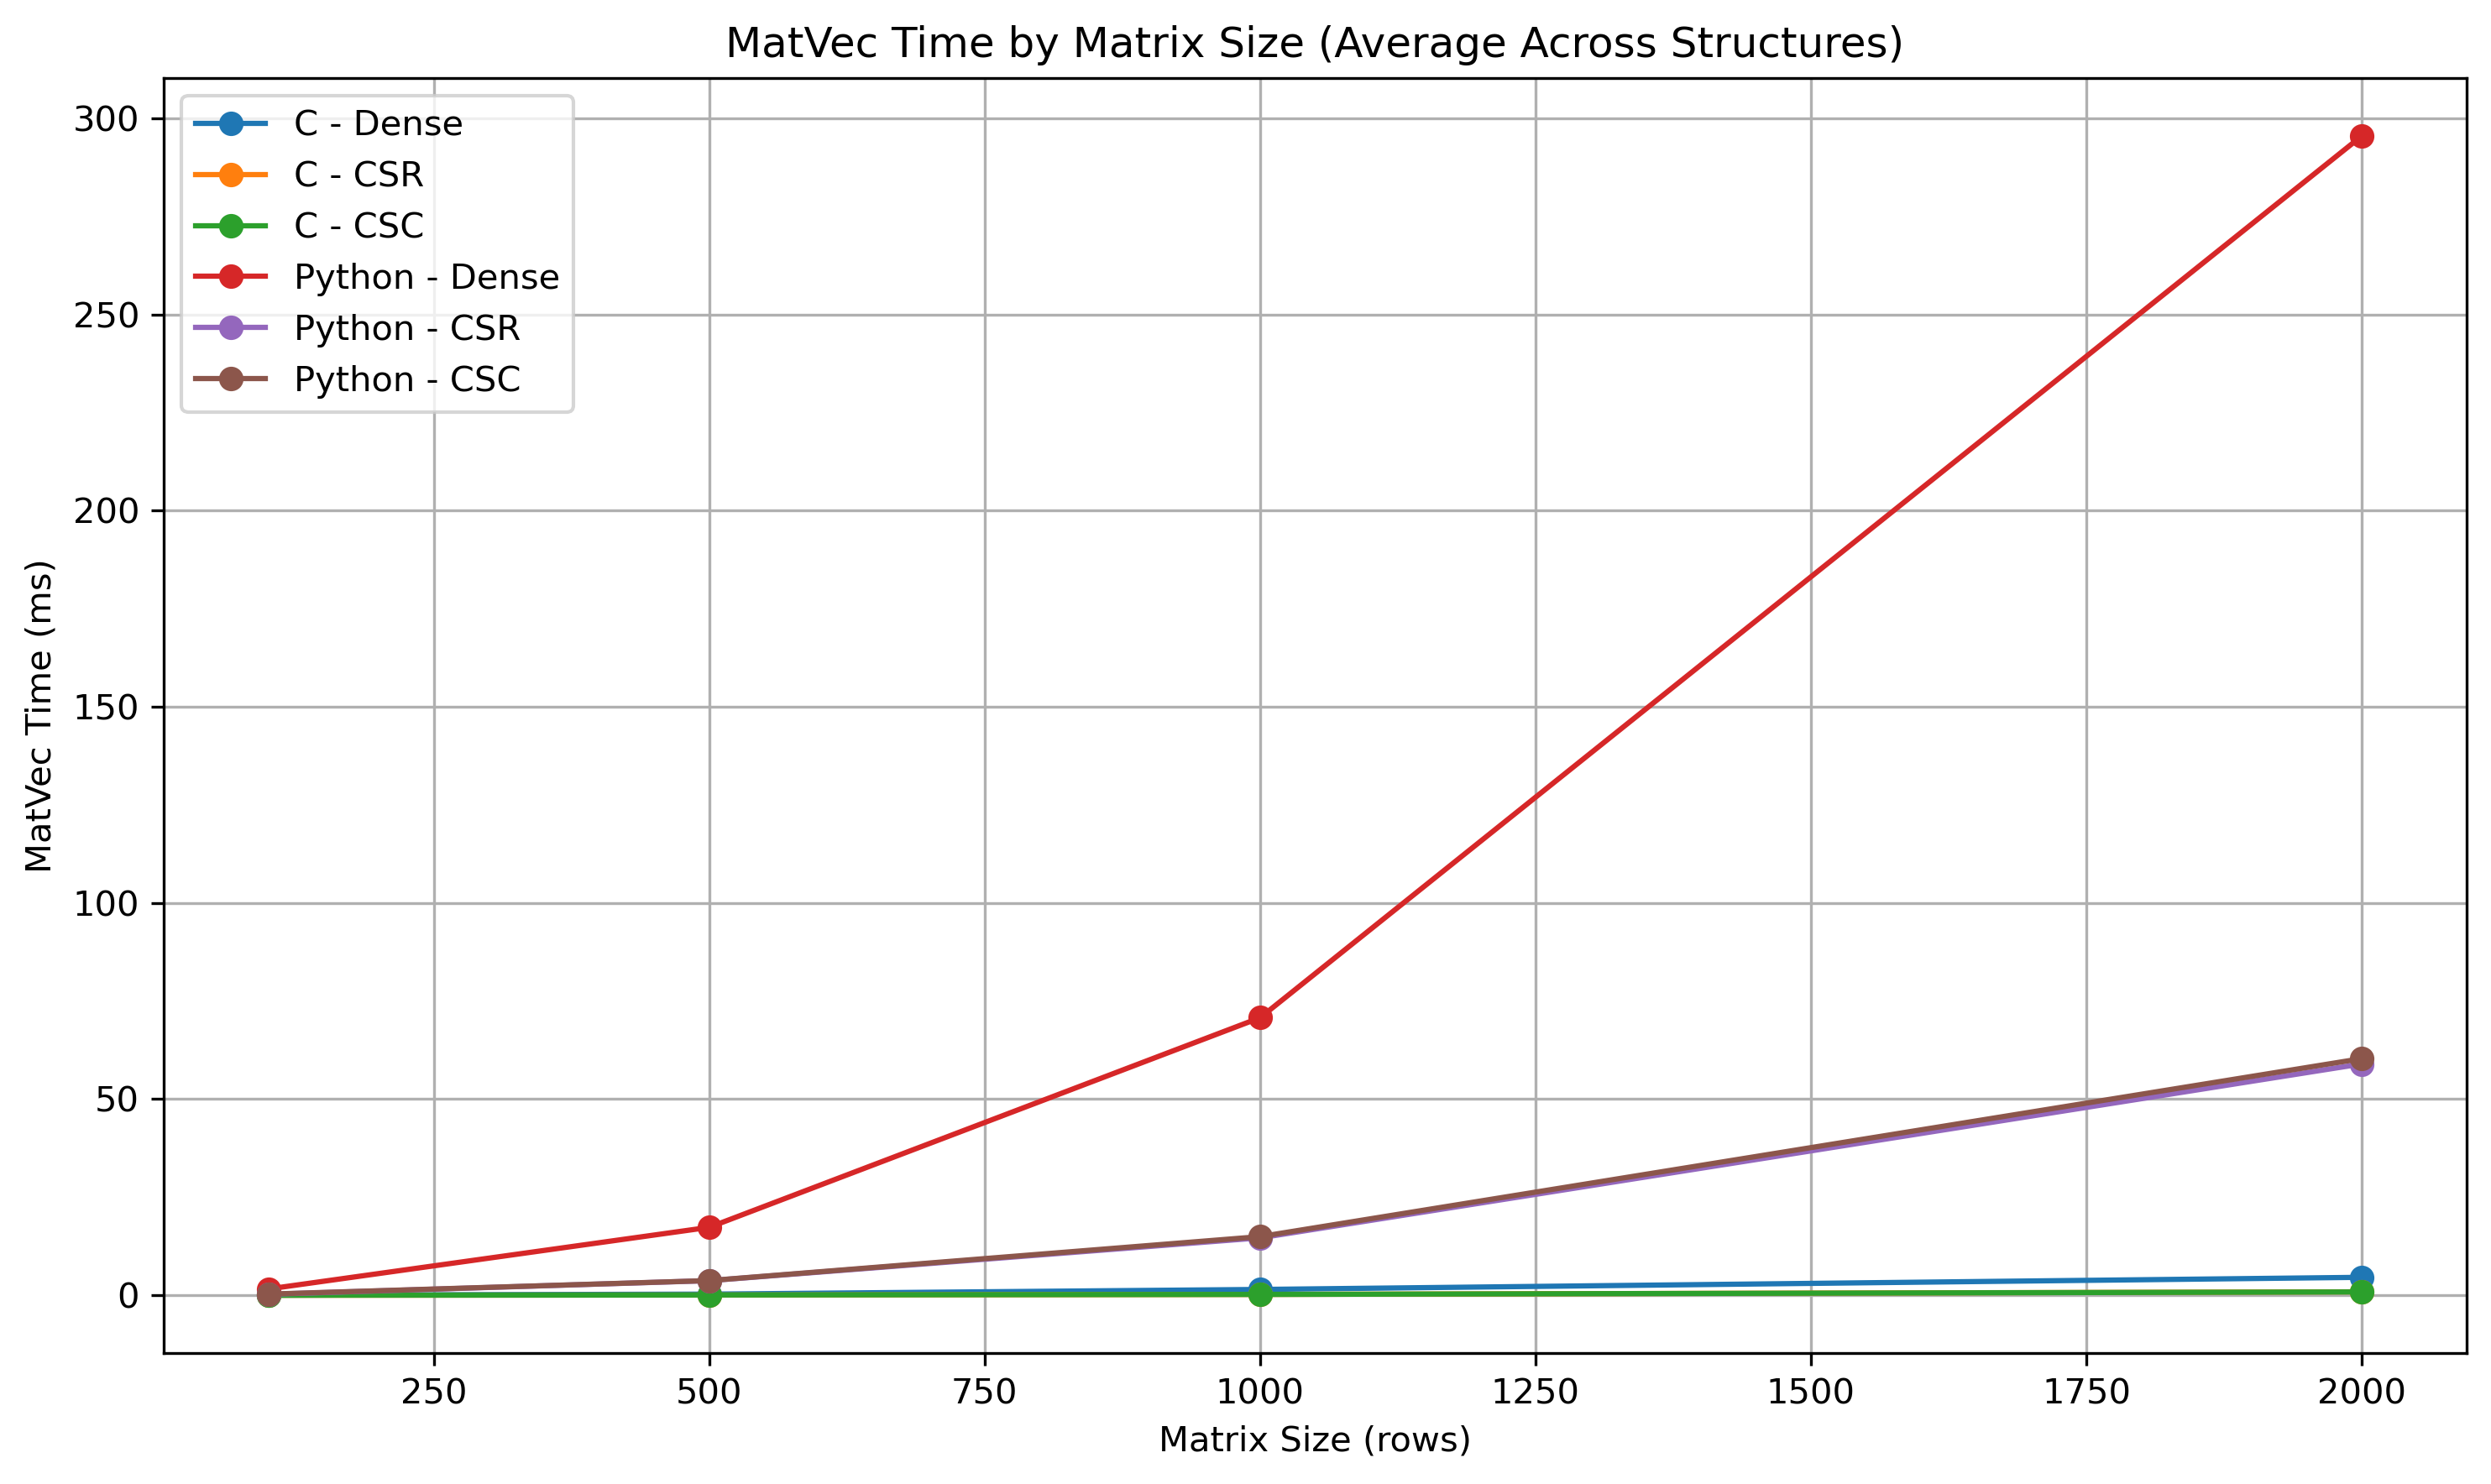 MatVec Time by Matrix Size (Average Across Structures)
C - Dense
C - CSR
C - CSC
Python - Dense
Python - CSR
Python - CSC
MatVec Time (ms)
300
250
200
150
100
50
0
250
500
750
1000
1250
1500
1750
2000
Matrix Size (rows)